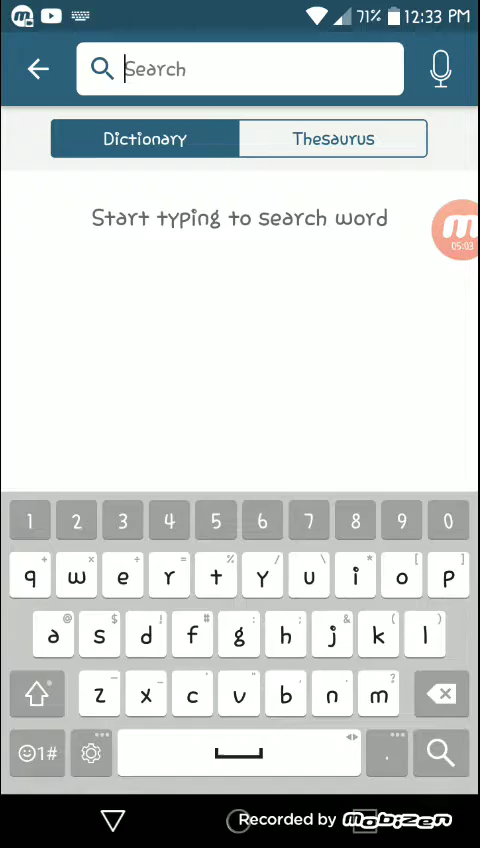 71% 12:33 PM
Search
Dictionary Thesaurus
Start typing to search word
05:03
1 2 3 4 5 6 7 8 9 0
q w e r t y u i o p
a s d f g h j k l
z x c v b n m
1# .
Recorded by Mobizen